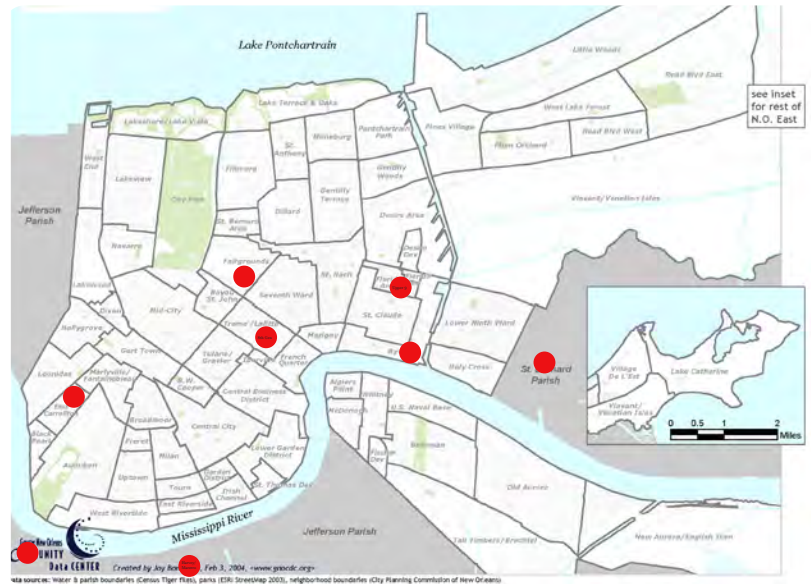 Lake Pontchartrain
Little Woods
Read Blvd East
see inset
for rest of
N.O. East
Lake Terrace & Oaks
Lakeshore/Lake Vista
West Lake Forest
Pines Village
Read Blvd West
Plum Orchard
West
End
Lakeview
City Park
Filmore
St.
Anthony
Milneburg
Pontchartrain
Park
Gentilly
Woods
Gentilly
Terrace
Dillard
Desire Area
Viavant/Venetian Isles
Jefferson
Parish
Navarre
St. Bernard
Area
Fairgrounds
Bayou
St. John
Seventh Ward
St. Roch
Desire
Dev
St. Claude
Lakewood
Dixon
Hollygrove
Mid-City
Treme'/Lafitte
Tulane/
Gravier
French
Quarter
Marigny
Lower Ninth Ward
Holy Cross
St.
Parish
Leonidas
Marlyville/
Fontainbleau
Gert Town
B.W.
Cooper
Central Business
District
Central City
Algiers
Point
McDonogh
Whitney
U.S. Naval Base
Behrman
Fischer
Dev
Old Aurora
Black
Pearl
Audubon
Broadmoor
Freret
Milan
Uptown
Touro
Garden
District
Lower Garden
District
St. Thomas Dev
Irish
Channel
East Riverside
West Riverside
Mississippi River
Jefferson Parish
Tall Timbers/Brechtel
New Aurora/English Turn
Village
De L'Est
Lake Catherine
Viavant/
Venetian Isles
0 0.5 1 2
Miles
DATA CENTER
Created by Joy , Feb 3, 2004, <www.gnocdc.org>
data sources: Water & parish boundaries (Census Tiger files), parks (ESRI StreetMap 2003), neighborhood boundaries (City Planning Commission of New Orleans)